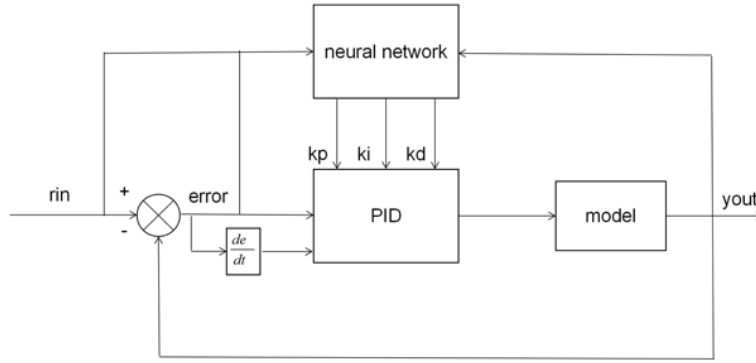 neural network
kp ki kd
rin
+
-
error
PID
model
yout
de
dt